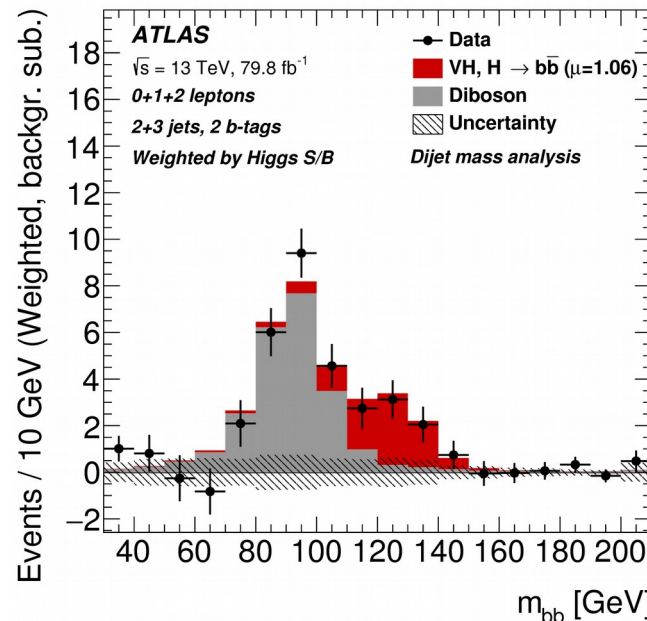 ATLAS
√s = 13 TeV, 79.8 fb⁻¹
0+1+2 leptons
2+3 jets, 2 b-tags
Weighted by Higgs S/B
Data
VH, H → bb̄ (μ=1.06)
Diboson
Uncertainty
Dijet mass analysis
Events / 10 GeV (Weighted, backgr. sub.)
18
16
14
12
10
8
6
4
2
0
−2
40 60 80 100 120 140 160 180 200
m_bb [GeV]